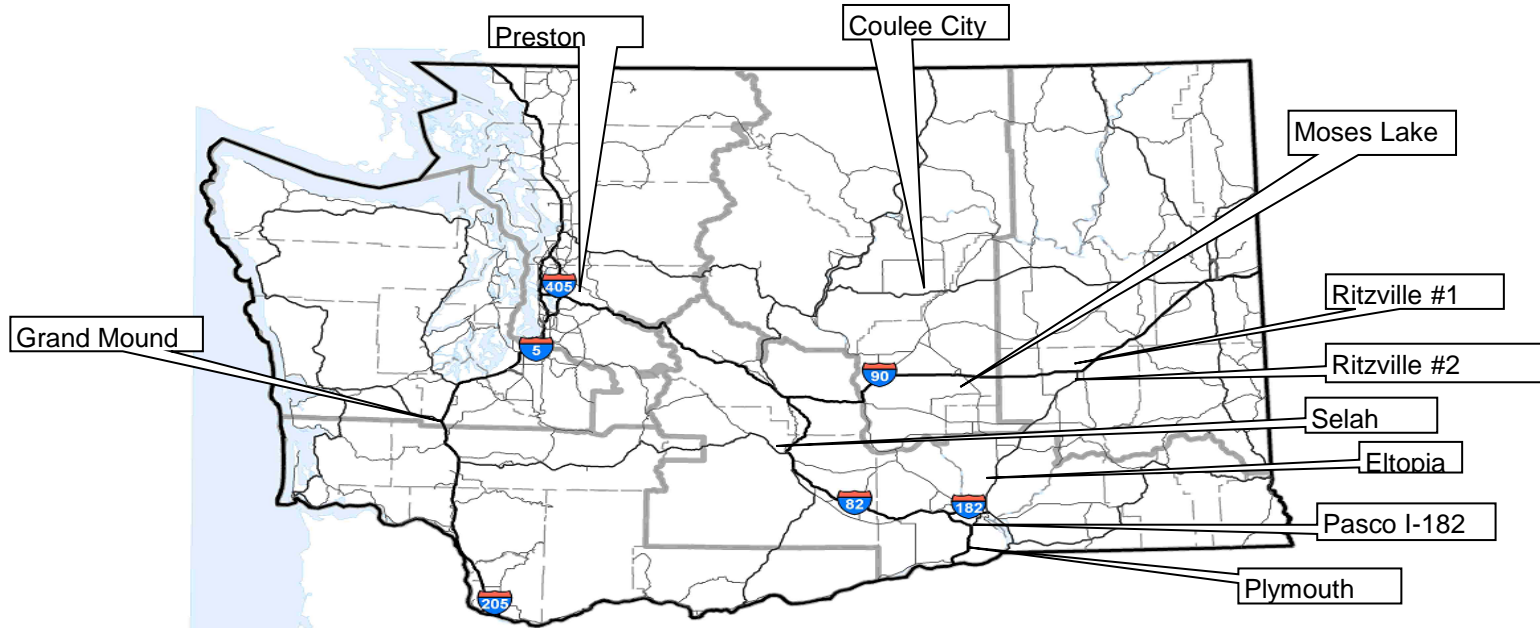 Preston
Coulee City
Moses Lake
405
Ritzville #1
Grand Mound
5
Ritzville #2
90
Selah
Eltopia
82
182
Pasco I-182
Plymouth
205